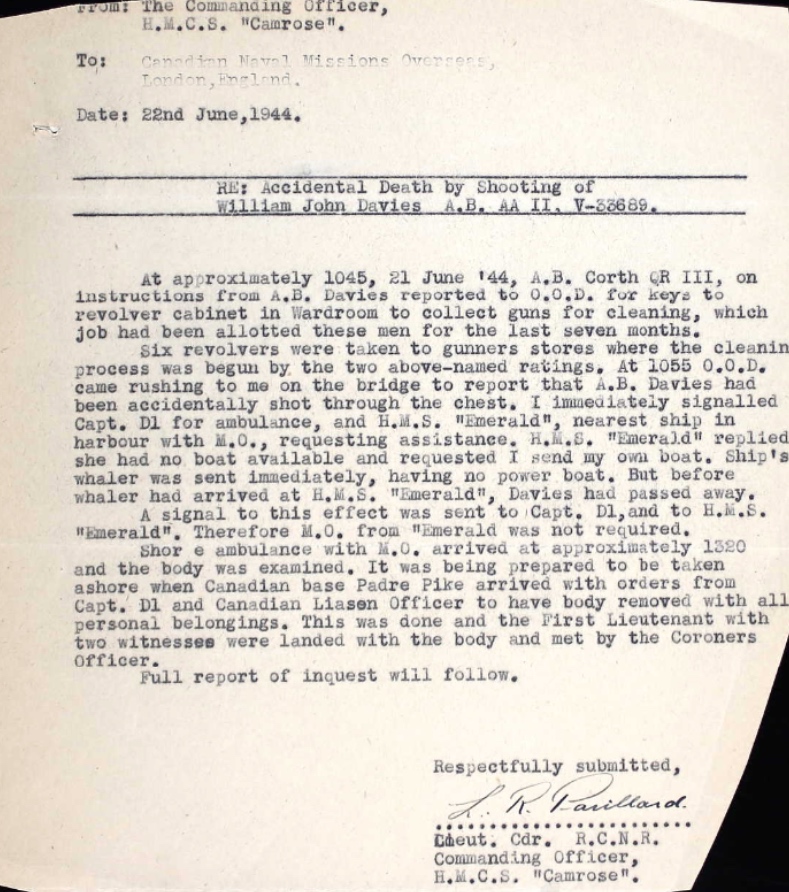 From: The Commanding Officer,
H.M.C.S. "Camrose".
To: Canadian Naval Missions Overseas,
London,England.
Date: 22nd June,1944.
RE: Accidental Death by Shooting of
William John Davies A.B. AA II. V-33689.
At approximately 1045, 21 June '44, A.B. Corth QR III, on
instructions from A.B. Davies reported to O.O.D. for keys to
revolver cabinet in Wardroom to collect guns for cleaning, which
job had been allotted these men for the last seven months.
Six revolvers were taken to gunners stores where the cleanin
process was begun by the two above-named ratings. At 1055 O.O.D.
came rushing to me on the bridge to report that A.B. Davies had
been accidentally shot through the chest. I immediately signalled
Capt. D1 for ambulance, and H.M.S. "Emerald", nearest ship in
harbour with M.O., requesting assistance. H.M.S. "Emerald" replied
she had no boat available and requested I send my own boat. Ship's
whaler was sent immediately, having no power boat. But before
whaler had arrived at H.M.S. "Emerald", Davies had passed away.
A signal to this effect was sent to Capt. D1,and to H.M.S.
"Emerald". Therefore M.O. from "Emerald was not required.
Shor e ambulance with M.O. arrived at approximately 1320
and the body was examined. It was being prepared to be taken
ashore when Canadian base Padre Pike arrived with orders from
Capt. D1 and Canadian Liasen Officer to have body removed with all
personal belongings. This was done and the First Lieutenant with
two witnesses were landed with the body and met by the Coroners
Officer.
Full report of inquest will follow.
Respectfully submitted,
L. R. Pavillard.
Lieut. Cdr. R.C.N.R.
Commanding Officer,
H.M.C.S. "Camrose".